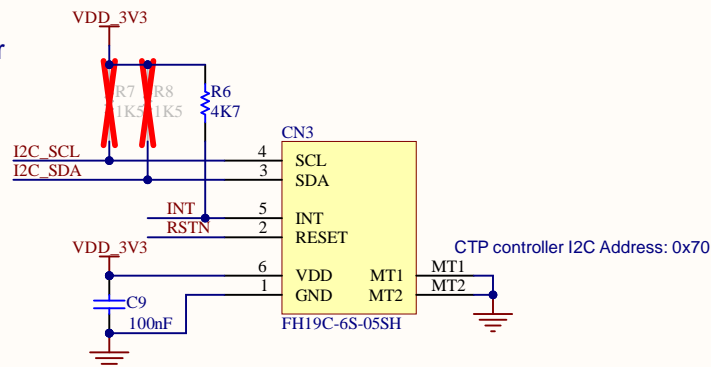 VDD_3V3
r
R7
1K5
R8
1K5
R6
4K7
CN3
I2C_SCL
4
SCL
I2C_SDA
3
SDA
INT
5
INT
RSTN
2
RESET
CTP controller I2C Address: 0x70
VDD_3V3
6
VDD
MT1
MT1
1
GND
MT2
MT2
C9
100nF
FH19C-6S-05SH